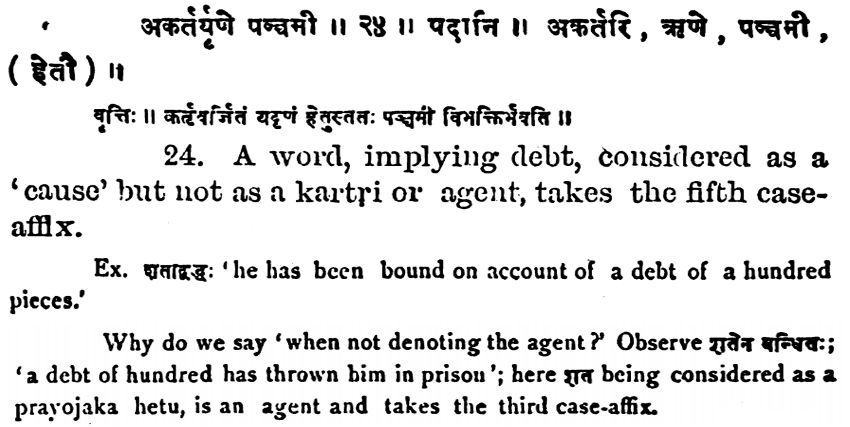 अकर्तर्यृणे पञ्चमी ॥ २४ ॥ पदानि ॥ अकर्तरि, ऋणे, पञ्चमी,
( हेतौ ) ॥
वृत्तिः ॥ कर्तृवर्जितं यदृणं हेतुस्ततः पञ्चमी विभक्तिर्भवति ॥
24. A word, implying debt, considered as a
‘cause’ but not as a kartṛi or agent, takes the fifth case-
affix.
Ex. शताद्बद्धः ‘he has been bound on account of a debt of a hundred
pieces.’
Why do we say ‘when not denoting the agent?’ Observe शतेन बन्धितः;
‘a debt of hundred has thrown him in prison’; here शत being considered as a
prayojaka hetu, is an agent and takes the third case-affix.